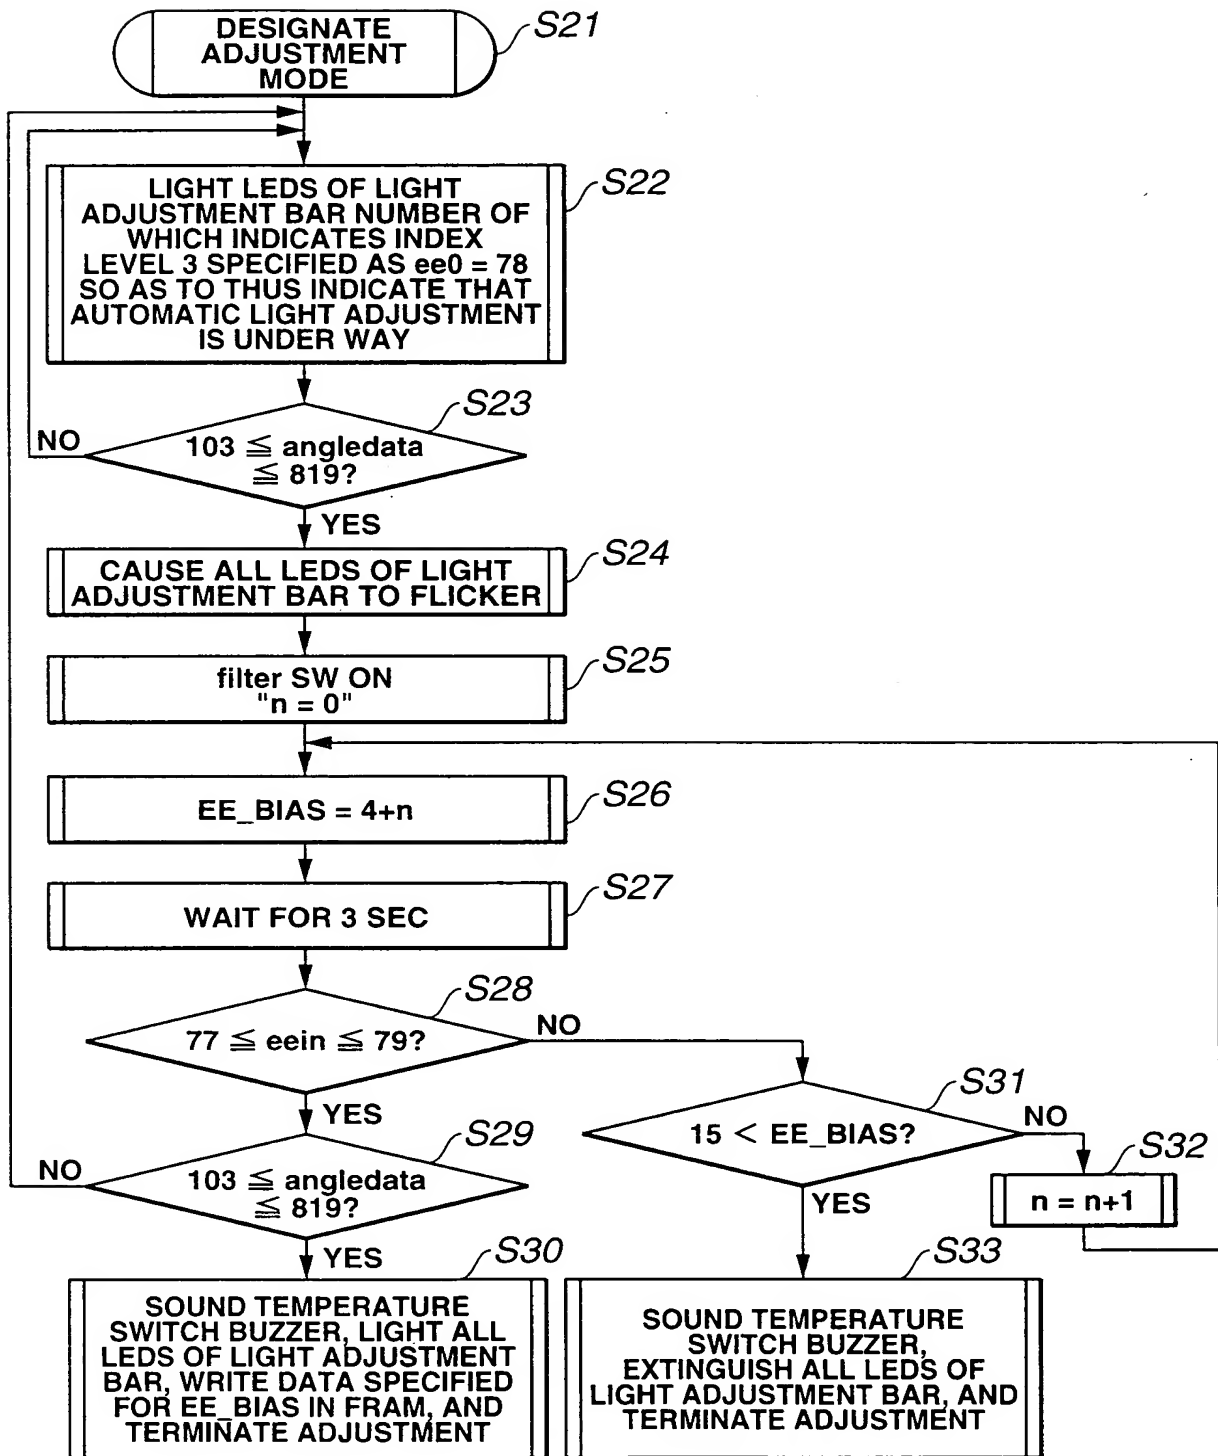 DESIGNATE
ADJUSTMENT
MODE
S21
LIGHT LEDS OF LIGHT
ADJUSTMENT BAR NUMBER OF
WHICH INDICATES INDEX
LEVEL 3 SPECIFIED AS ee0 = 78
SO AS TO THUS INDICATE THAT
AUTOMATIC LIGHT ADJUSTMENT
IS UNDER WAY
S22
S23
NO
103 ≦ angledata
≦ 819?
YES
CAUSE ALL LEDS OF LIGHT
ADJUSTMENT BAR TO FLICKER
S24
filter SW ON
"n = 0"
S25
EE_BIAS = 4+n
S26
WAIT FOR 3 SEC
S27
S28
77 ≦ eein ≦ 79?
NO
YES
S29
NO
103 ≦ angledata
≦ 819?
YES
S31
15 < EE_BIAS?
NO
YES
S32
n = n+1
S30
SOUND TEMPERATURE
SWITCH BUZZER, LIGHT ALL
LEDS OF LIGHT ADJUSTMENT
BAR, WRITE DATA SPECIFIED
FOR EE_BIAS IN FRAM, AND
TERMINATE ADJUSTMENT
S33
SOUND TEMPERATURE
SWITCH BUZZER,
EXTINGUISH ALL LEDS OF
LIGHT ADJUSTMENT BAR, AND
TERMINATE ADJUSTMENT